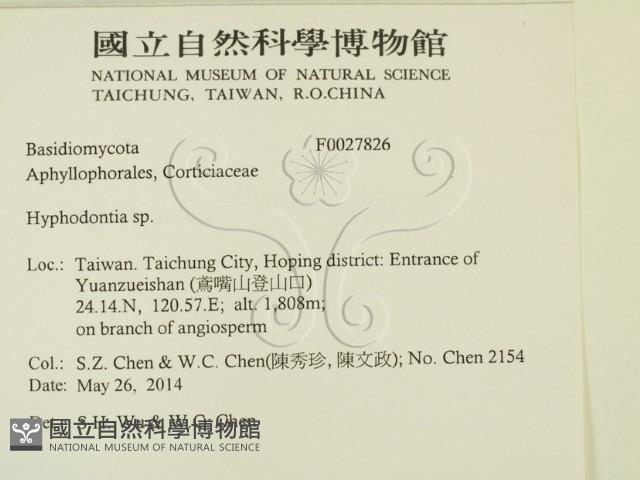 國立自然科學博物館
NATIONAL MUSEUM OF NATURAL SCIENCE
TAICHUNG, TAIWAN, R.O.CHINA
Basidiomycota F0027826
Aphyllophorales, Corticiaceae
Hyphodontia sp.
Loc.: Taiwan. Taichung City, Hoping district: Entrance of
Yuanzueishan (鳶嘴山登山口)
24.14.N, 120.57.E; alt. 1,808m;
on branch of angiosperm
Col.: S.Z. Chen & W.C. Chen(陳秀珍, 陳文政); No. Chen 2154
Date: May 26, 2014
Det.: S.H. Wu & W.C. Chen
國立自然科學博物館
NATIONAL MUSEUM OF NATURAL SCIENCE